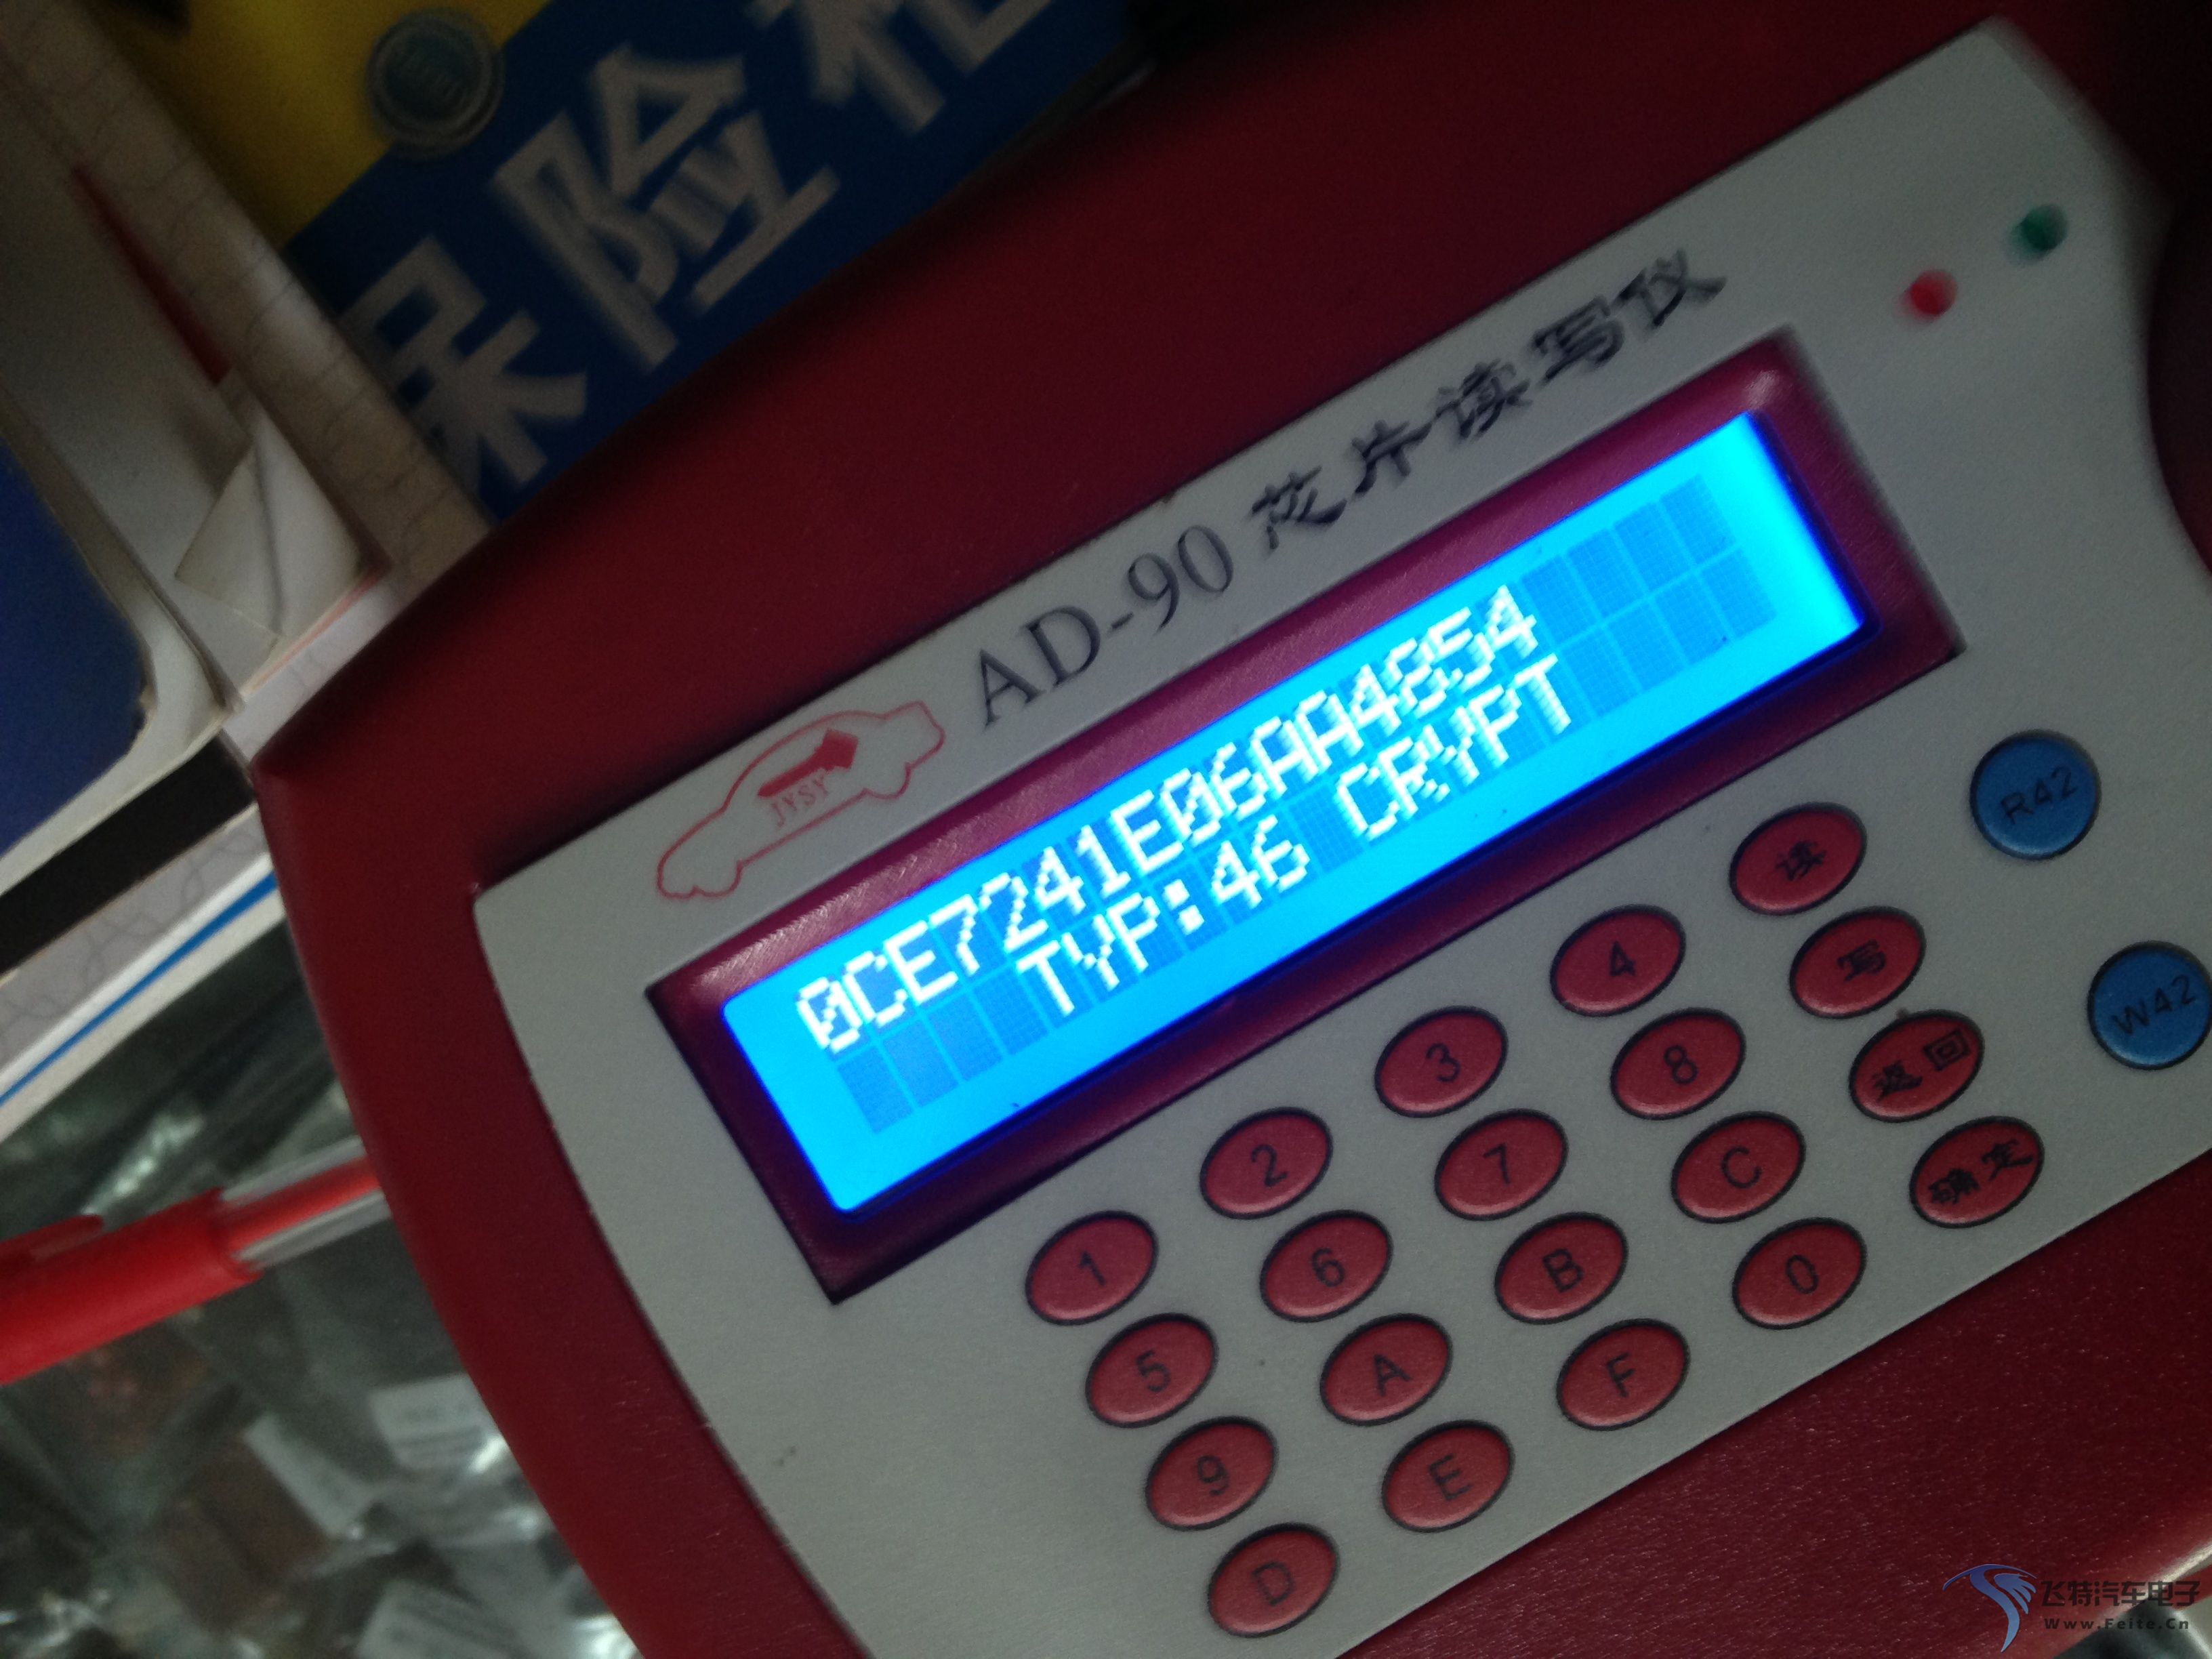 保险柜
AD-90 芯片读写仪
JYSY
0CE7241E06AA4854
TYP:46 CRYPT
1 2 3 4 读 R42
5 6 7 8 写 W42
9 A B C 返回
D E F 0 确定
飞特汽车电子
Www.Feite.Cn